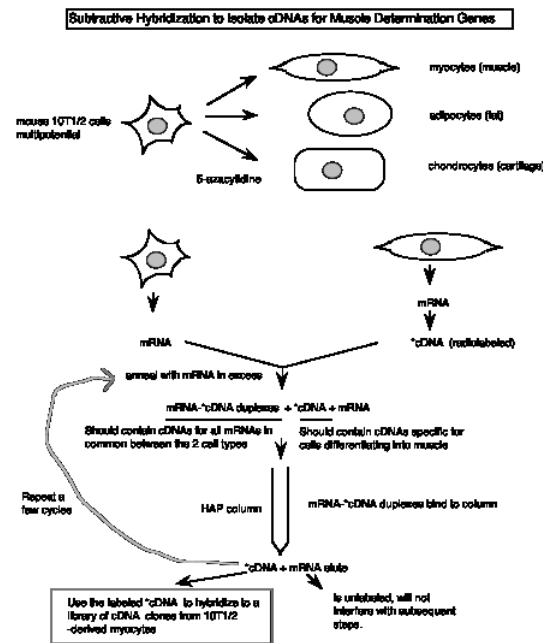 Subtractive Hybridization to Isolate cDNAs for Muscle Determination Genes
myocytes (muscle)
mouse 10T1/2 cells
multipotential
adipocytes (fat)
5-azacytidine
chondrocytes (cartilage)
mRNA
mRNA
*cDNA (radiolabeled)
anneal with mRNA in excess
mRNA-*cDNA duplexes + *cDNA + mRNA
Should contain cDNAs for all mRNAs in
common between the 2 cell types
Should contain cDNAs specific for
cells differentiating into muscle
Repeat a
few cycles
HAP column
mRNA-*cDNA duplexes bind to column
*cDNA + mRNA elute
Use the labeled *cDNA to hybridize to a
library of cDNA clones from 10T1/2
-derived myocytes
Is unlabeled, will not
interfere with subsequent
steps.